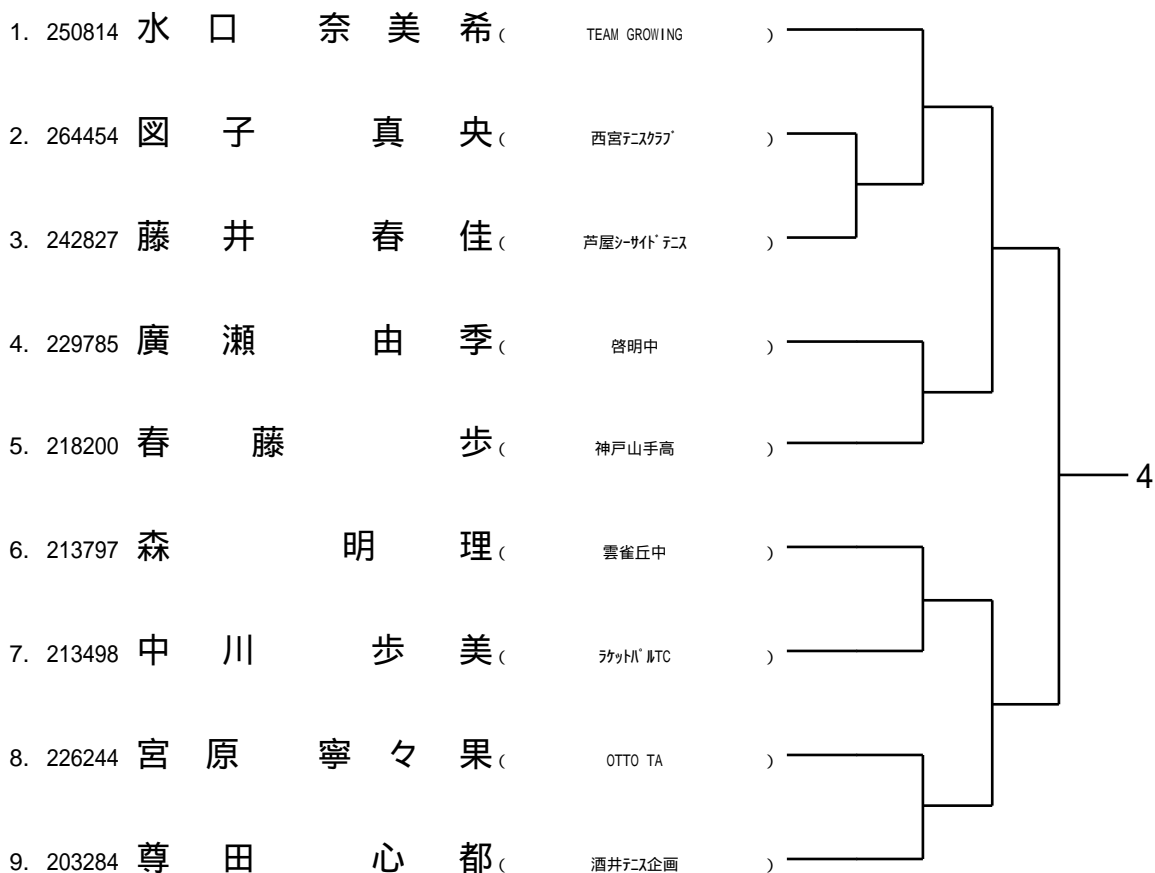 1. 250814 水口 奈美希 ( TEAM GROWING )
2. 264454 図子 真央 ( 西宮ﾃﾆｽｸﾗﾌﾞ )
3. 242827 藤井 春佳 ( 芦屋ｼｰｻｲﾄﾞﾃﾆｽ )
4. 229785 廣瀬 由季 ( 啓明中 )
5. 218200 春藤 歩 ( 神戸山手高 )
4
6. 213797 森 明理 ( 雲雀丘中 )
7. 213498 中川 歩美 ( ﾗｹｯﾄﾊﾟﾙTC )
8. 226244 宮原 寧々果 ( OTTO TA )
9. 203284 尊田 心都 ( 酒井ﾃﾆｽ企画 )